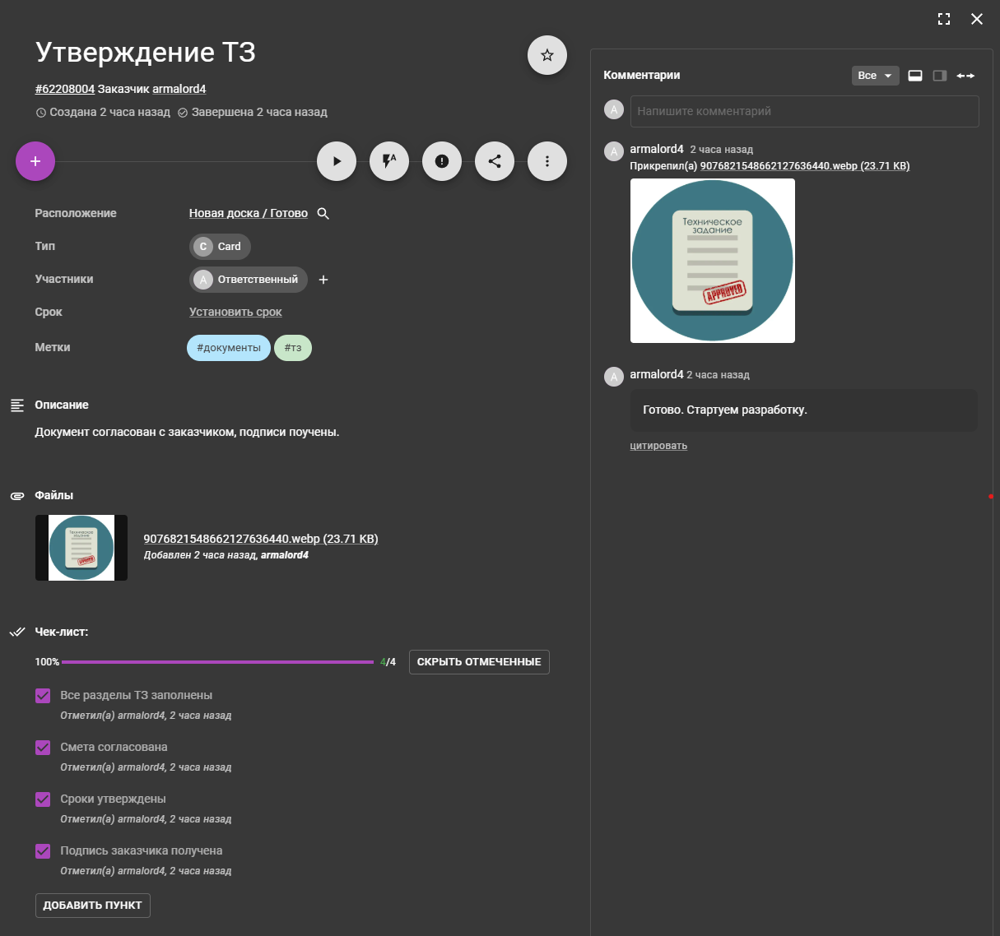 Утверждение ТЗ
#62208004 Заказчик armalord4
Создана 2 часа назад Завершена 2 часа назад
Расположение
Новая доска / Готово
Тип
C Card
Участники
A Ответственный
Срок
Установить срок
Метки
#документы #тз
Описание
Документ согласован с заказчиком, подписи поучены.
Файлы
Техническое
задание
APPROVED
9076821548662127636440.webp (23.71 KB)
Добавлен 2 часа назад, armalord4
Чек-лист:
100% 4/4 СКРЫТЬ ОТМЕЧЕННЫЕ
Все разделы ТЗ заполнены
Отметил(а) armalord4, 2 часа назад
Смета согласована
Отметил(а) armalord4, 2 часа назад
Сроки утверждены
Отметил(а) armalord4, 2 часа назад
Подпись заказчика получена
Отметил(а) armalord4, 2 часа назад
ДОБАВИТЬ ПУНКТ
Комментарии
Все
A Напишите комментарий
A armalord4 2 часа назад
Прикрепил(а) 9076821548662127636440.webp (23.71 KB)
Техническое
задание
APPROVED
A armalord4 2 часа назад
Готово. Стартуем разработку.
цитировать